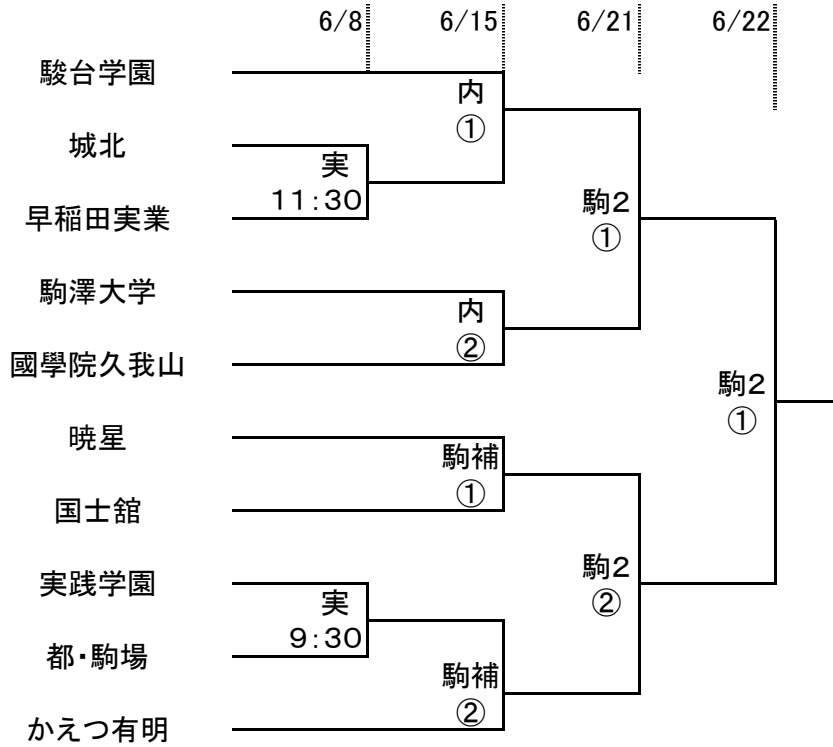 6/8 6/15 6/21 6/22
駿台学園
内
①
城北
実
11:30
早稲田実業
駒2
①
駒澤大学
内
②
國學院久我山
駒2
①
暁星
駒補
①
国士舘
実践学園
駒2
②
実
9:30
都・駒場
駒補
②
かえつ有明